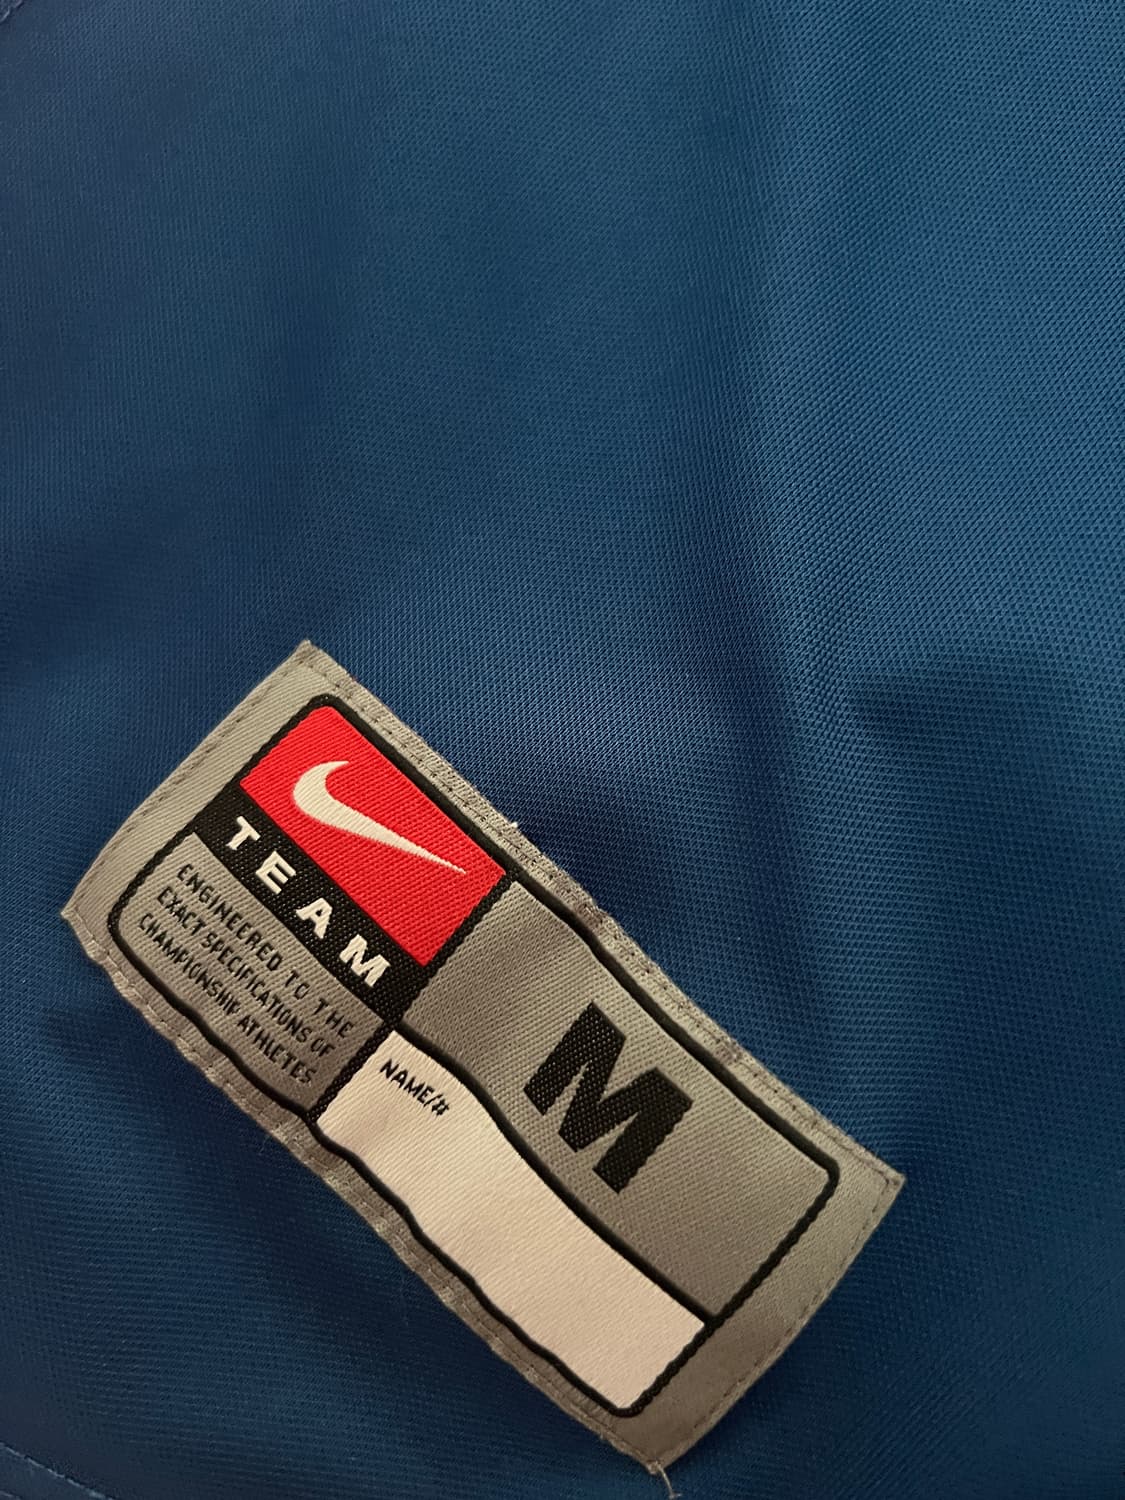 TEAM
ENGINEERED TO THE
EXACT SPECIFICATIONS OF
CHAMPIONSHIP ATHLETES
M
NAME/#